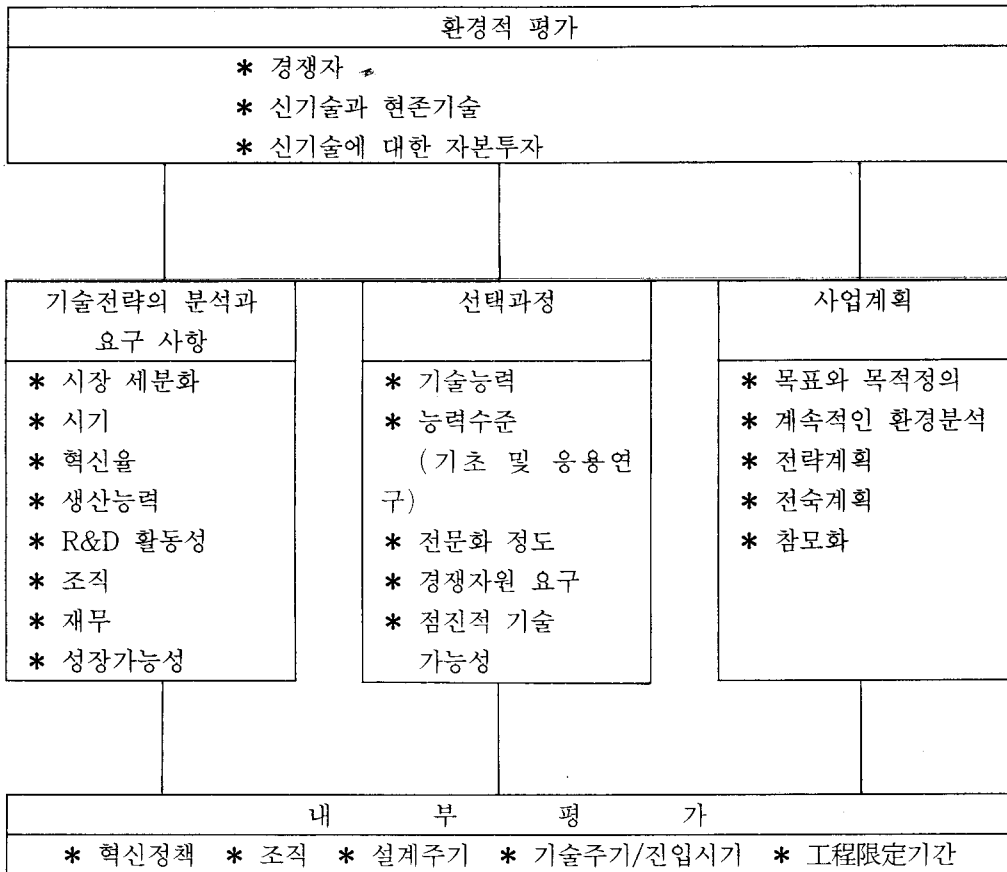 환경적 평가
* 경쟁자
* 신기술과 현존기술
* 신기술에 대한 자본투자
기술전략의 분석과
요구 사항
* 시장 세분화
* 시기
* 혁신율
* 생산능력
* R&D 활동성
* 조직
* 재무
* 성장가능성
선택과정
* 기술능력
* 능력수준
(기초 및 응용연
구)
* 전문화 정도
* 경쟁자원 요구
* 점진적 기술
가능성
사업계획
* 목표와 목적정의
* 계속적인 환경분석
* 전략계획
* 전숙계획
* 참모화
내 부 평 가
* 혁신정책 * 조직 * 설계주기 * 기술주기/진입시기 * 工程限定기간